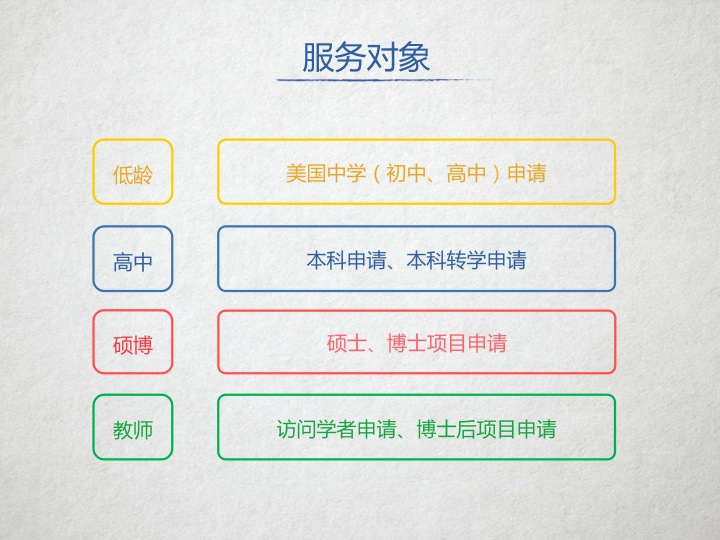 服务对象
低龄
美国中学（初中、高中）申请
高中
本科申请、本科转学申请
硕博
硕士、博士项目申请
教师
访问学者申请、博士后项目申请